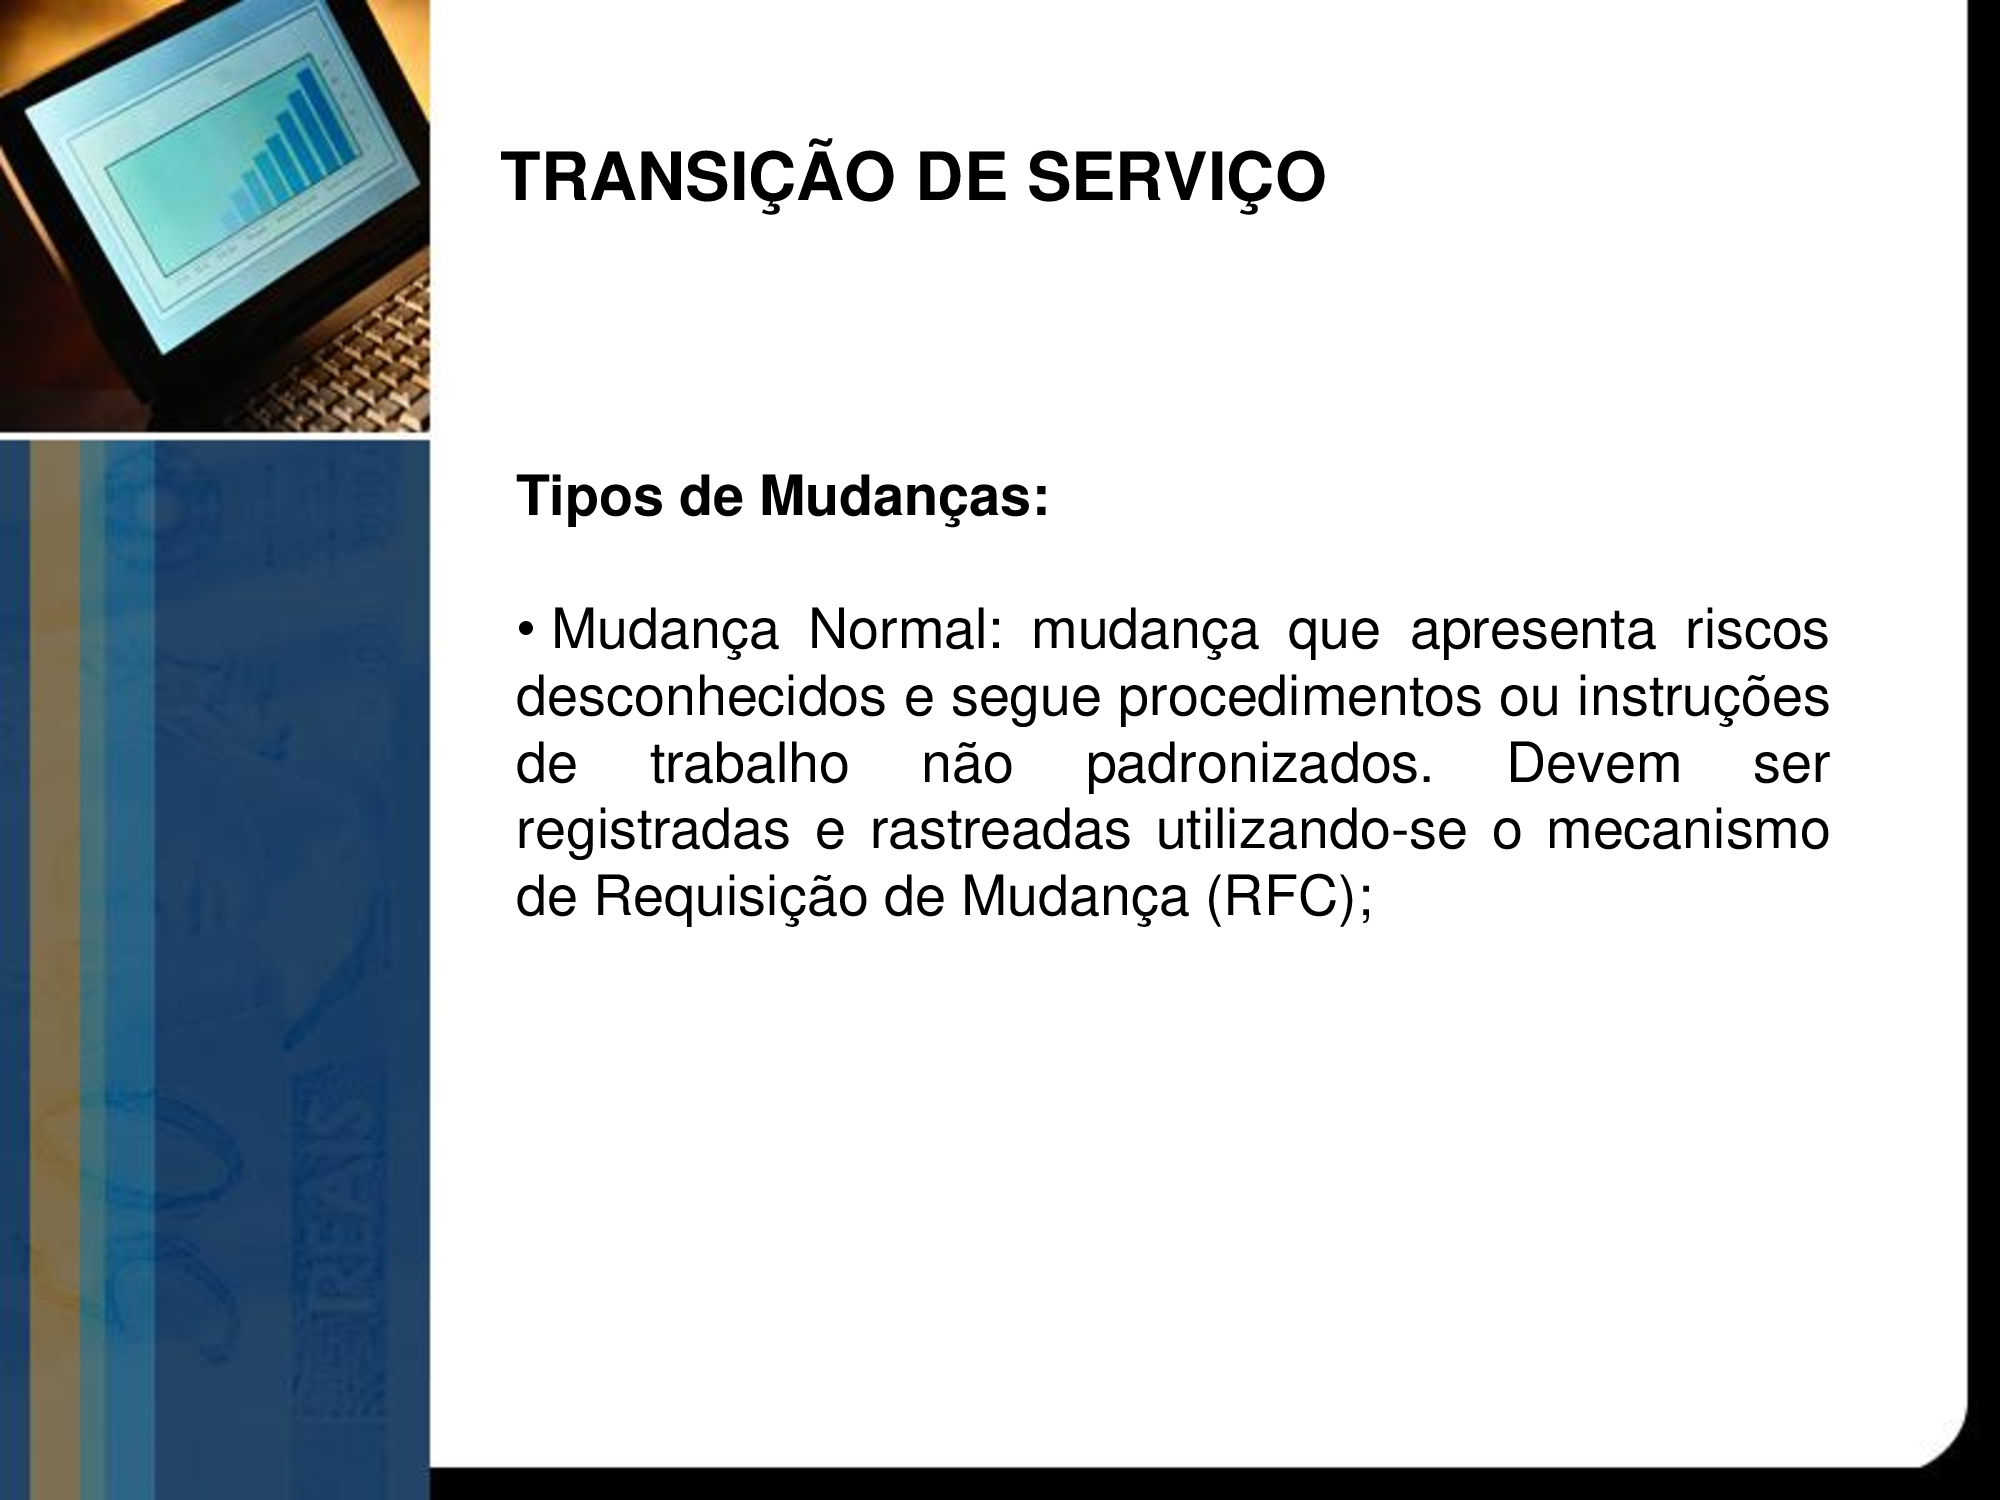 TRANSIÇÃO DE SERVIÇO
Tipos de Mudanças:
• Mudança Normal: mudança que apresenta riscos
desconhecidos e segue procedimentos ou instruções
de trabalho não padronizados. Devem ser
registradas e rastreadas utilizando-se o mecanismo
de Requisição de Mudança (RFC);
REAIS